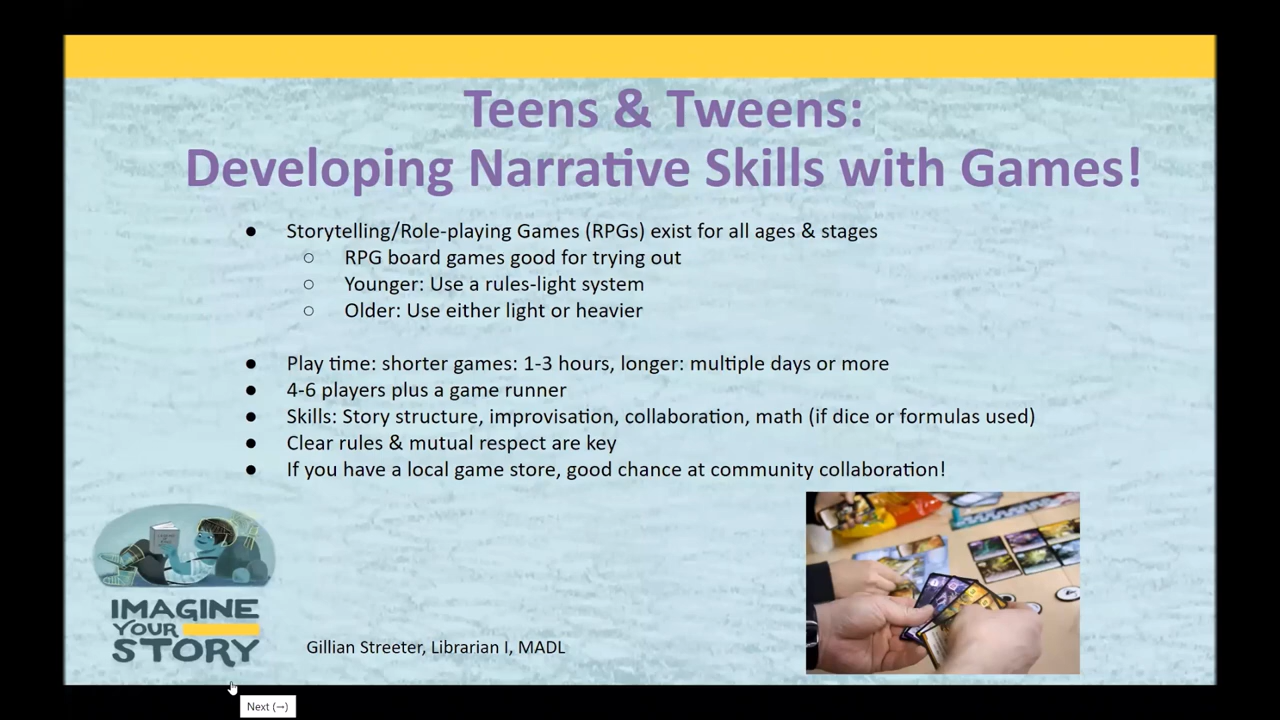 Teens & Tweens:
Developing Narrative Skills with Games!
● Storytelling/Role-playing Games (RPGs) exist for all ages & stages
○ RPG board games good for trying out
○ Younger: Use a rules-light system
○ Older: Use either light or heavier
● Play time: shorter games: 1-3 hours, longer: multiple days or more
● 4-6 players plus a game runner
● Skills: Story structure, improvisation, collaboration, math (if dice or formulas used)
● Clear rules & mutual respect are key
● If you have a local game store, good chance at community collaboration!
IMAGINE
YOUR
STORY
Gillian Streeter, Librarian I, MADL
Next (→)